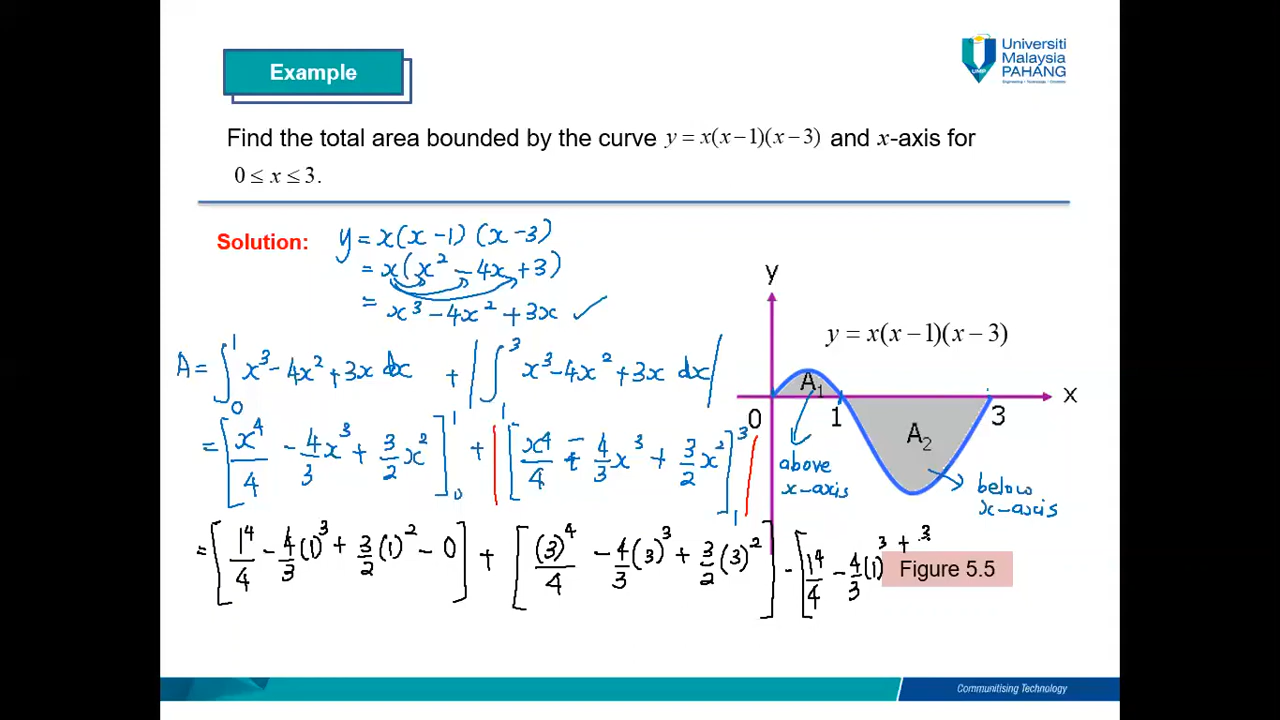 Example
Universiti
Malaysia
PAHANG
UMP
Find the total area bounded by the curve y = x(x−1)(x−3) and x-axis for
0 ≤ x ≤ 3.
Solution:
y = x(x−1) (x−3)
= x(x² − 4x + 3)
= x³ − 4x² + 3x ✓
A = ∫₀¹ x³ − 4x² + 3x dx + |∫₁³ x³ − 4x² + 3x dx|
= [x⁴/4 − 4/3 x³ + 3/2 x²]₀¹ + |[x⁴/4 − 4/3 x³ + 3/2 x²]₁³|
= [1⁴/4 − 4/3 (1)³ + 3/2 (1)² − 0] + [(3)⁴/4 − 4/3 (3)³ + 3/2 (3)²] − [1⁴/4 − 4/3 (1)³ + 3
y
y = x(x−1)(x−3)
A₁
x
0
1
3
A₂
above
x-axis
below
x-axis
Figure 5.5
Communitising Technology